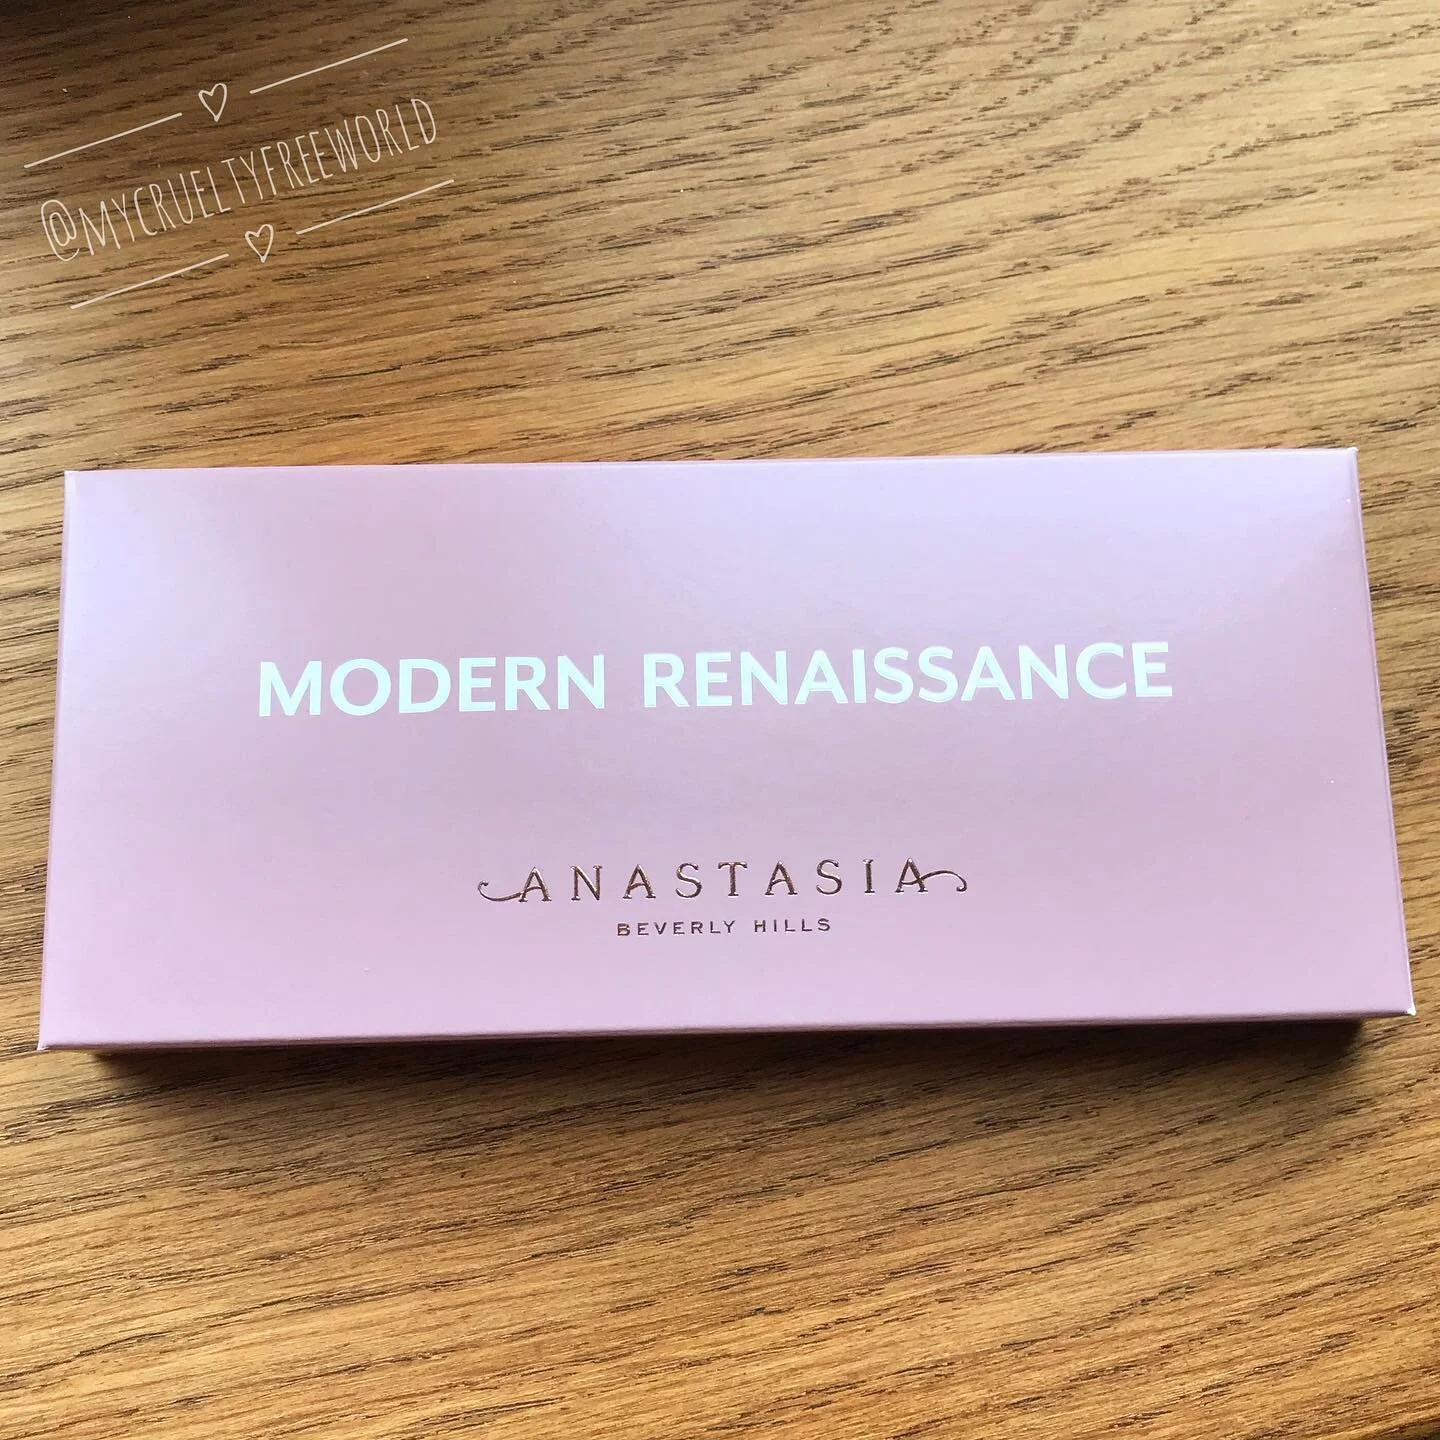 @MYCRUELTYFREEWORLD
MODERN RENAISSANCE
ANASTASIA
BEVERLY HILLS